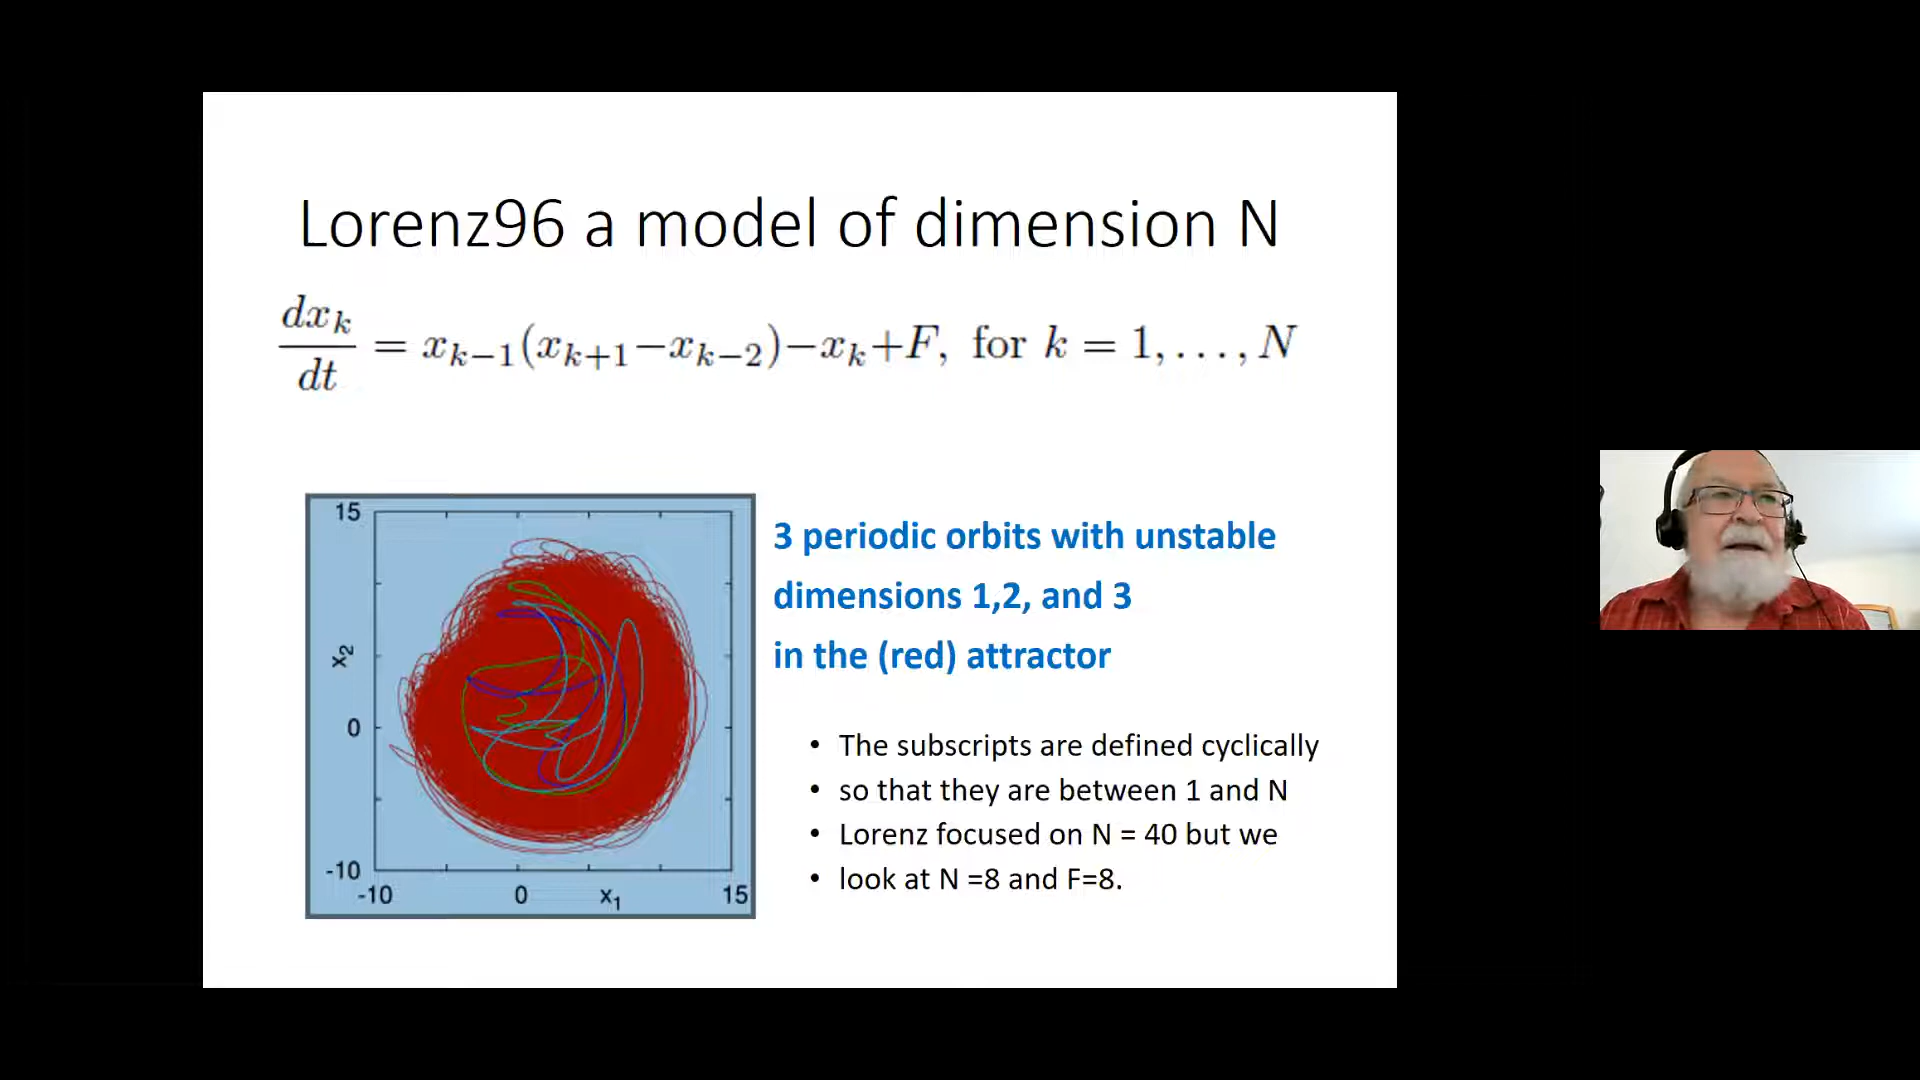 Lorenz96 a model of dimension N
dx_k/dt = x_{k-1}(x_{k+1}-x_{k-2})-x_k+F, for k = 1,...,N
3 periodic orbits with unstable
dimensions 1,2, and 3
in the (red) attractor
• The subscripts are defined cyclically
• so that they are between 1 and N
• Lorenz focused on N = 40 but we
• look at N =8 and F=8.
15
x₂
0
-10
-10 0 x₁ 15